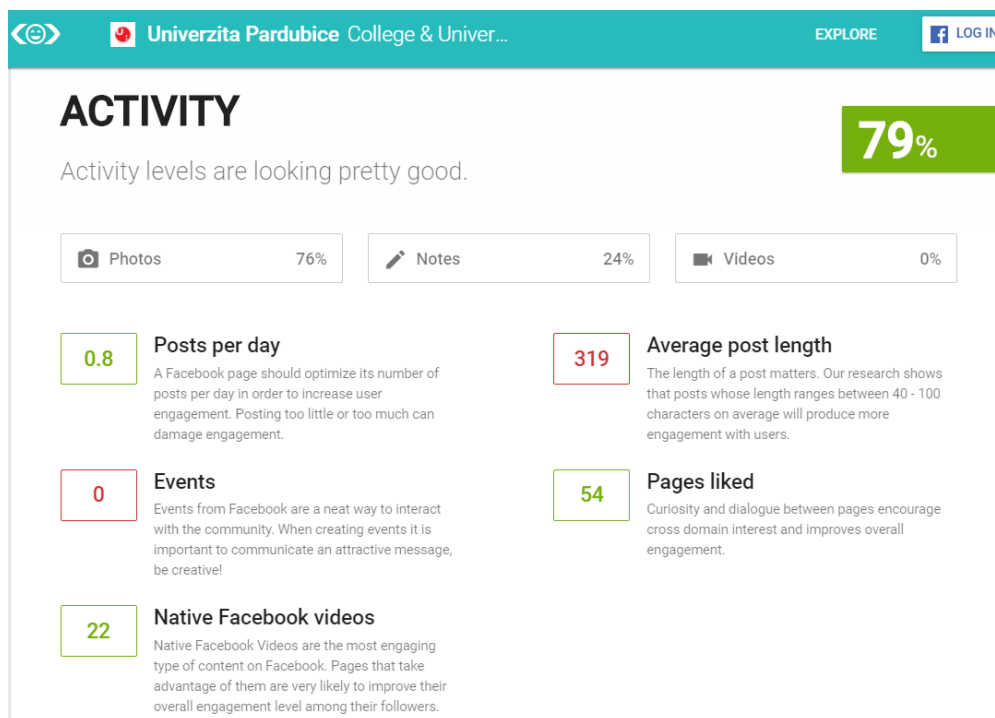 Univerzita Pardubice College & Univer...
EXPLORE
LOG IN
ACTIVITY
79%
Activity levels are looking pretty good.
Photos 76%
Notes 24%
Videos 0%
0.8
Posts per day
A Facebook page should optimize its number of
posts per day in order to increase user
engagement. Posting too little or too much can
damage engagement.
319
Average post length
The length of a post matters. Our research shows
that posts whose length ranges between 40 - 100
characters on average will produce more
engagement with users.
0
Events
Events from Facebook are a neat way to interact
with the community. When creating events it is
important to communicate an attractive message,
be creative!
54
Pages liked
Curiosity and dialogue between pages encourage
cross domain interest and improves overall
engagement.
22
Native Facebook videos
Native Facebook Videos are the most engaging
type of content on Facebook. Pages that take
advantage of them are very likely to improve their
overall engagement level among their followers.